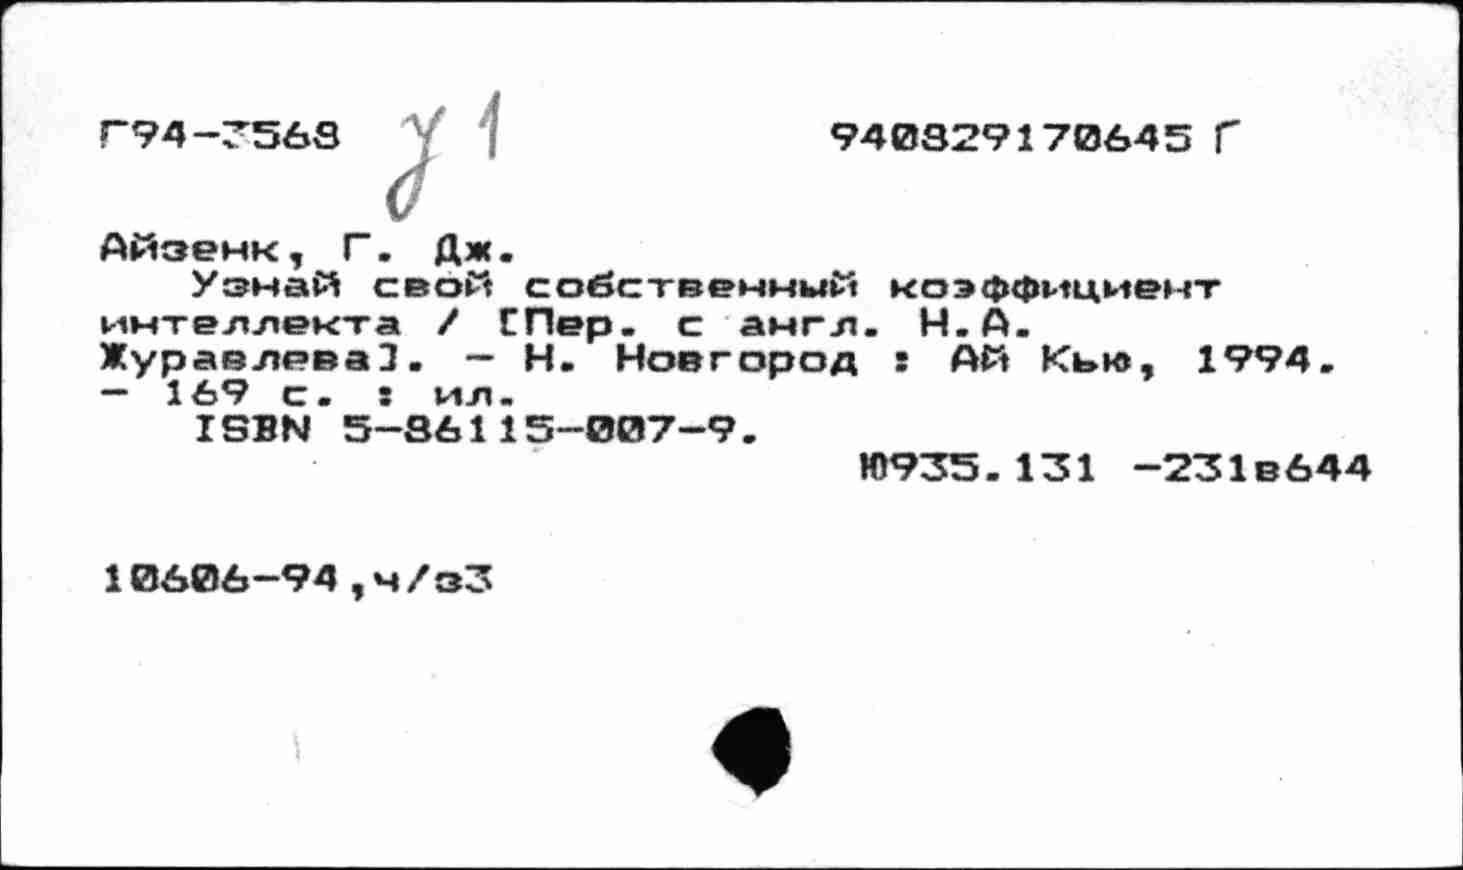 Г94-3568 у1 940829170645 Г
Айзенк, Г. Дж.
Узнай свой собственный коэффициент
интеллекта / [Пер. с англ. Н.А.
Журавлева]. - Н. Новгород : Ай Кью, 1994.
- 169 с. : ил.
ISBN 5-86115-007-9.
Ю935.131 -231в644
10606-94,ч/з3